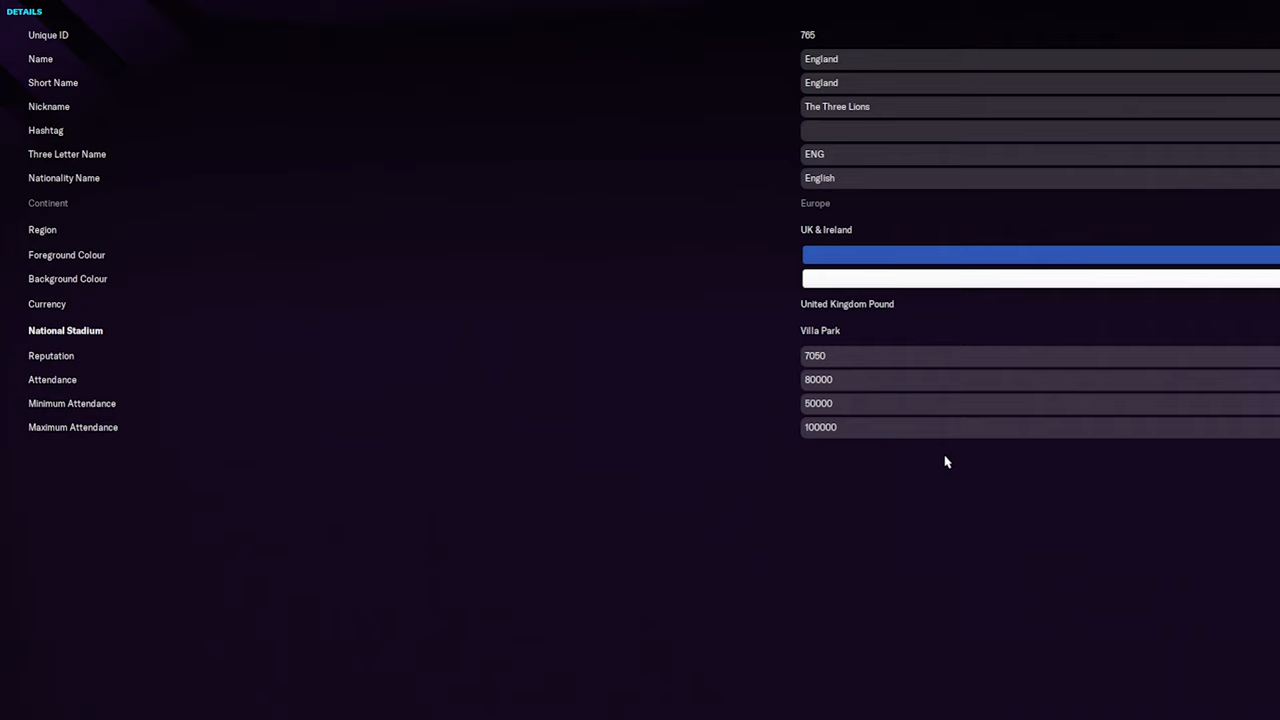 DETAILS
Unique ID 765
Name England
Short Name England
Nickname The Three Lions
Hashtag
Three Letter Name ENG
Nationality Name English
Continent Europe
Region UK & Ireland
Foreground Colour
Background Colour
Currency United Kingdom Pound
National Stadium Villa Park
Reputation 7050
Attendance 80000
Minimum Attendance 50000
Maximum Attendance 100000